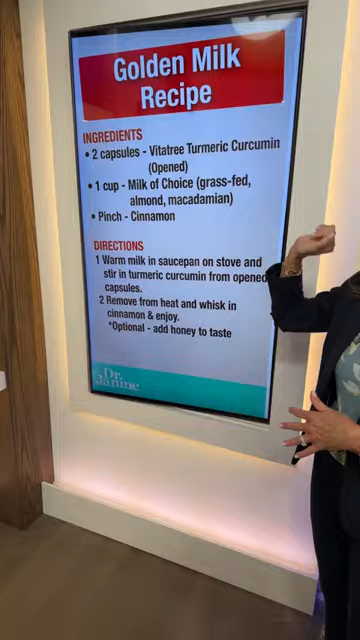 Golden Milk
Recipe
INGREDIENTS
• 2 capsules - Vitatree Turmeric Curcumin
(Opened)
• 1 cup - Milk of Choice (grass-fed,
almond, macadamian)
• Pinch - Cinnamon
DIRECTIONS
1 Warm milk in saucepan on stove and
stir in turmeric curcumin from opened
capsules.
2 Remove from heat and whisk in
cinnamon & enjoy.
*Optional - add honey to taste
Dr.
Janine